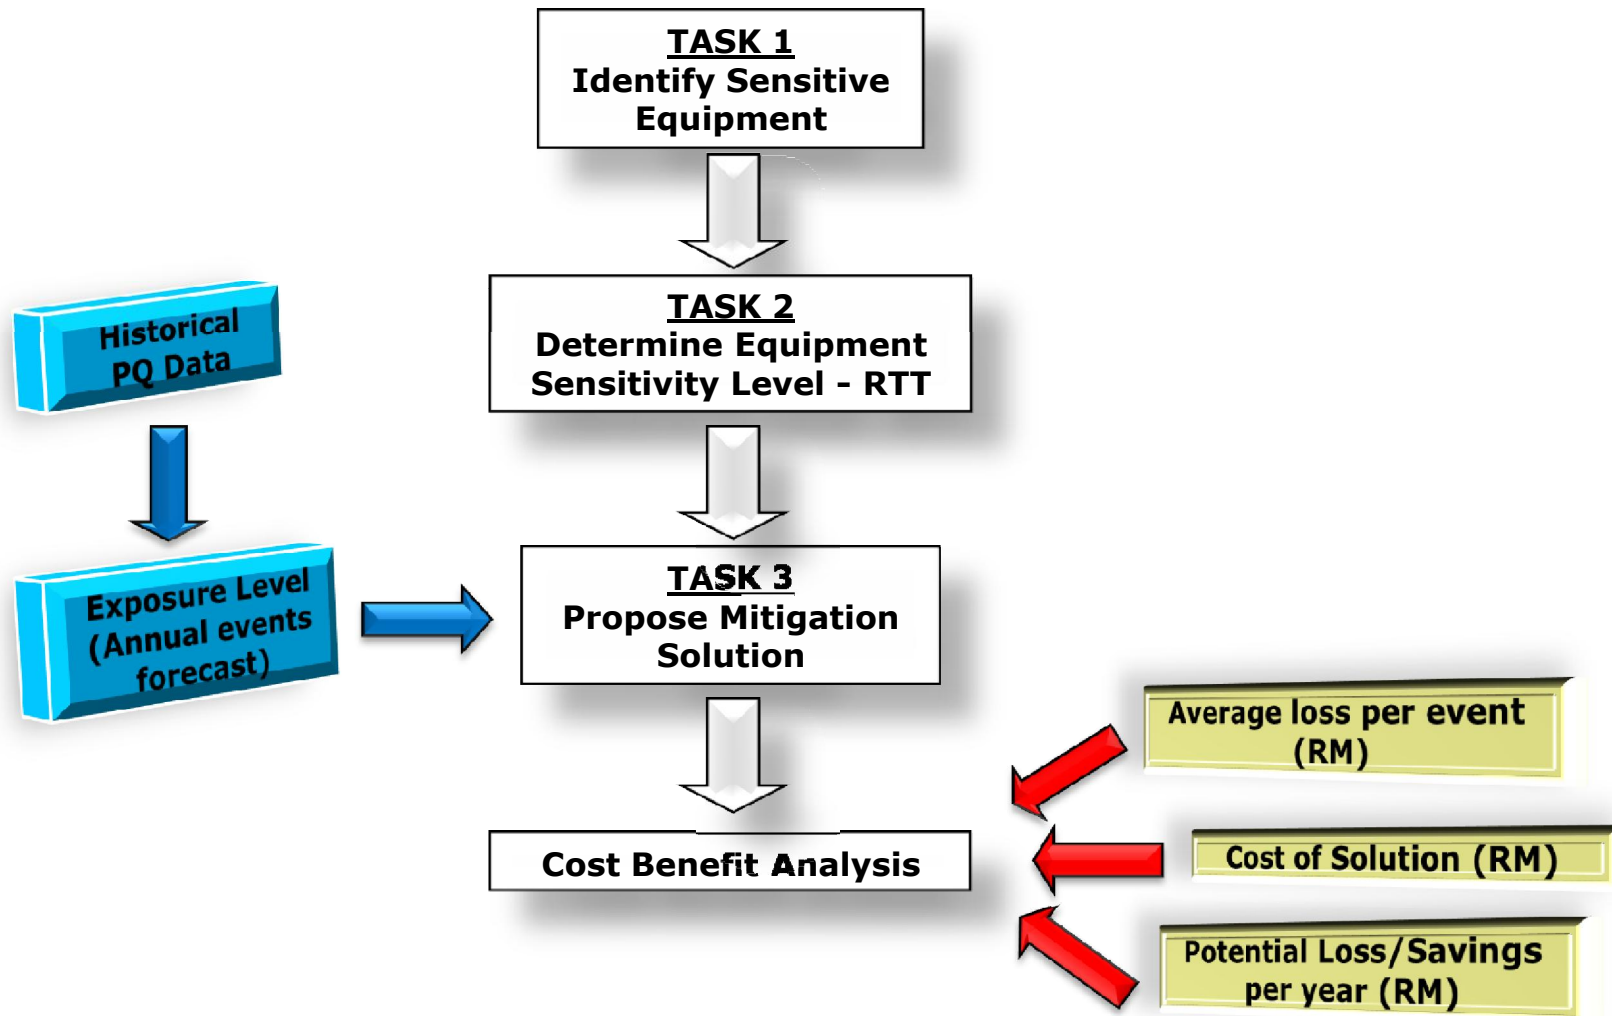 TASK 1
Identify Sensitive
Equipment
Historical
PQ Data
TASK 2
Determine Equipment
Sensitivity Level - RTT
Exposure Level
(Annual events
forecast)
TASK 3
Propose Mitigation
Solution
Average loss per event
(RM)
Cost Benefit Analysis
Cost of Solution (RM)
Potential Loss/Savings
per year (RM)